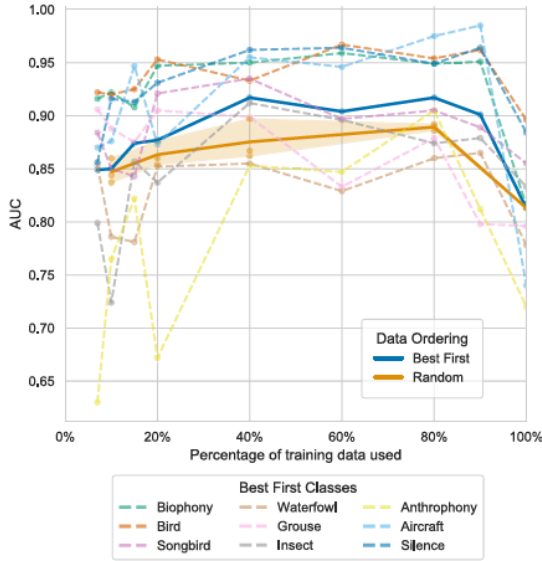 1.00
0.95
0.90
0.85
0.80
0.75
0.70
0.65
AUC
Data Ordering
Best First
Random
0% 20% 40% 60% 80% 100%
Percentage of training data used
Best First Classes
Biophony Waterfowl Anthrophony
Bird Grouse Aircraft
Songbird Insect Silence